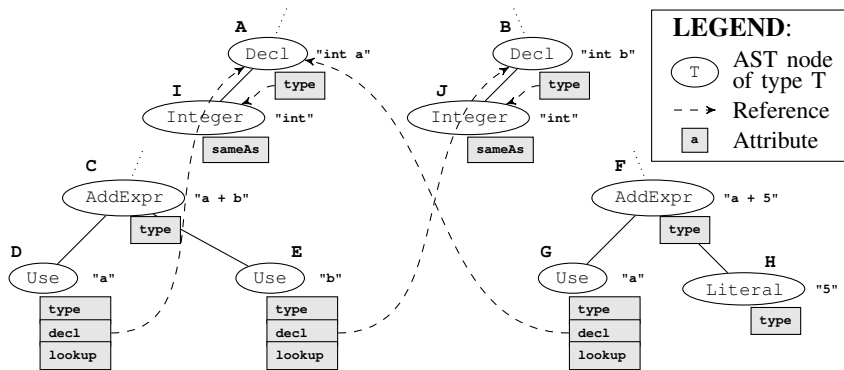 A
Decl "int a"
type
I
Integer "int"
sameAs
B
Decl "int b"
type
J
Integer "int"
sameAs
LEGEND:
T AST node of type T
Reference
a Attribute
C
AddExpr "a + b"
type
D
Use "a"
type
decl
lookup
E
Use "b"
type
decl
lookup
F
AddExpr "a + 5"
type
G
Use "a"
type
decl
lookup
H
Literal "5"
type